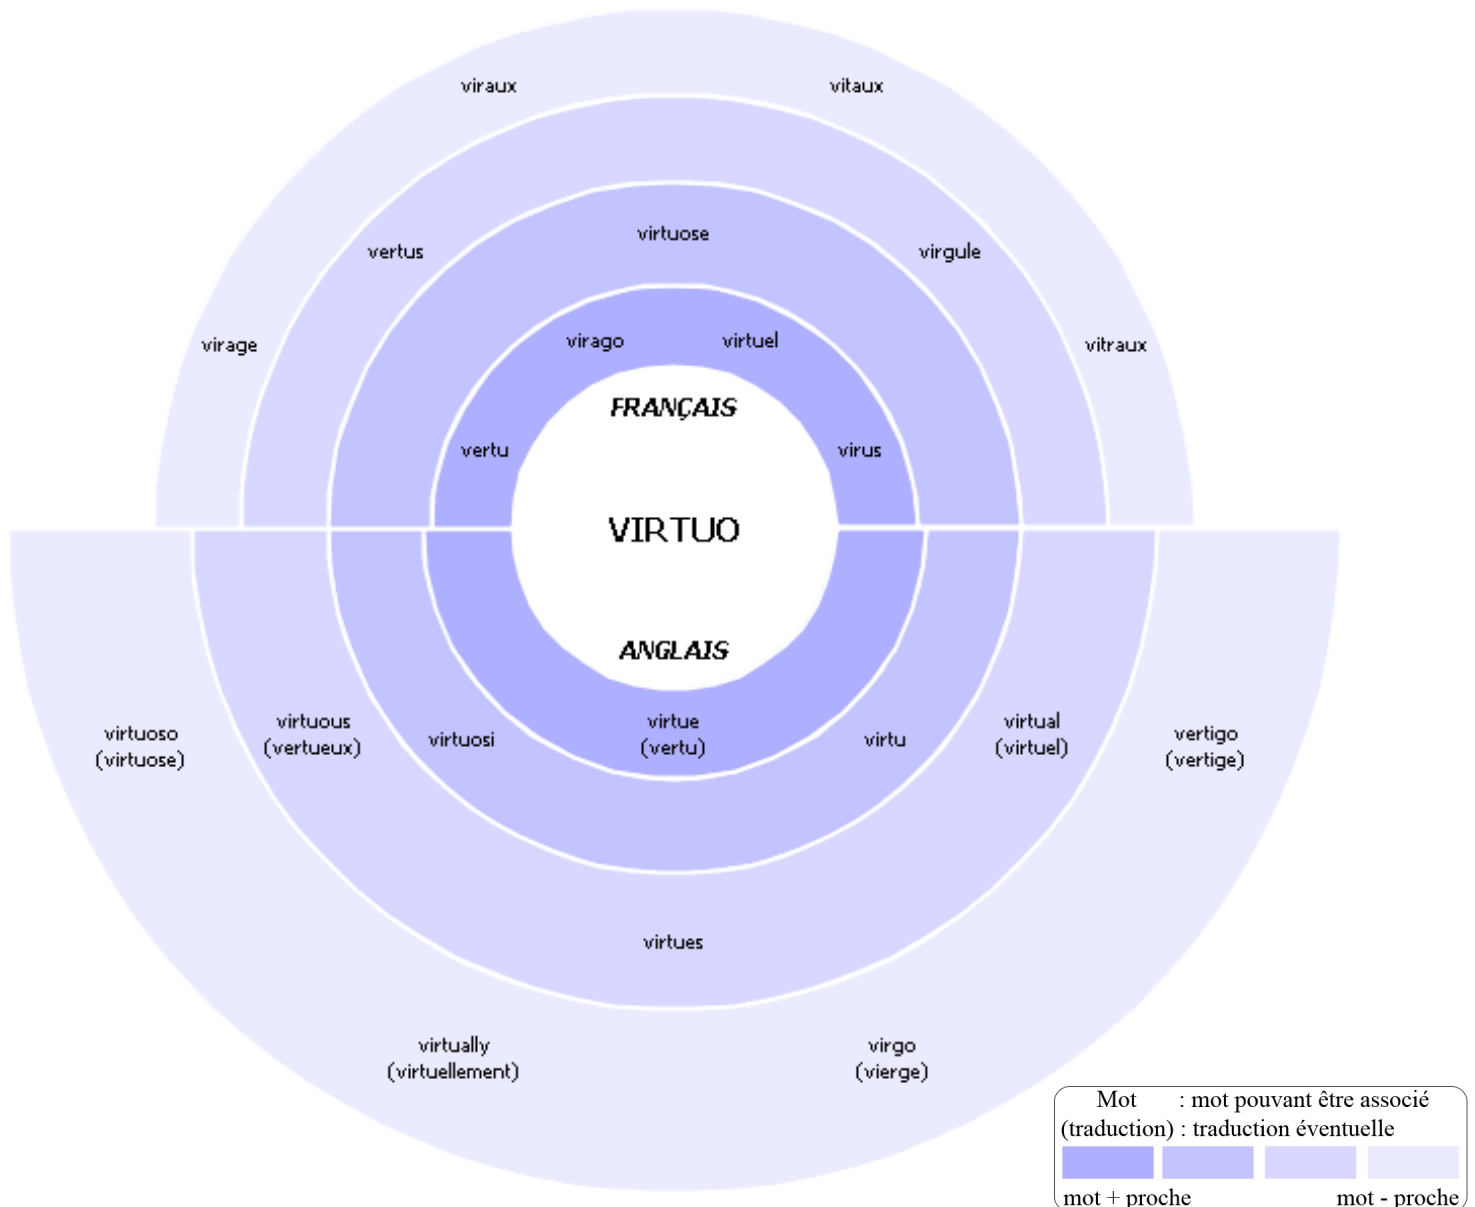 viraux
vitaux
virtuose
vertus
virgule
virago
virtuel
virage
vitraux
FRANÇAIS
vertu
virus
VIRTUO
ANGLAIS
virtuoso
(virtuose)
virtuous
(vertueux)
virtuosi
virtue
(vertu)
virtu
virtual
(virtuel)
vertigo
(vertige)
virtues
virtually
(virtuellement)
virgo
(vierge)
Mot : mot pouvant être associé
(traduction) : traduction éventuelle
mot + proche mot - proche